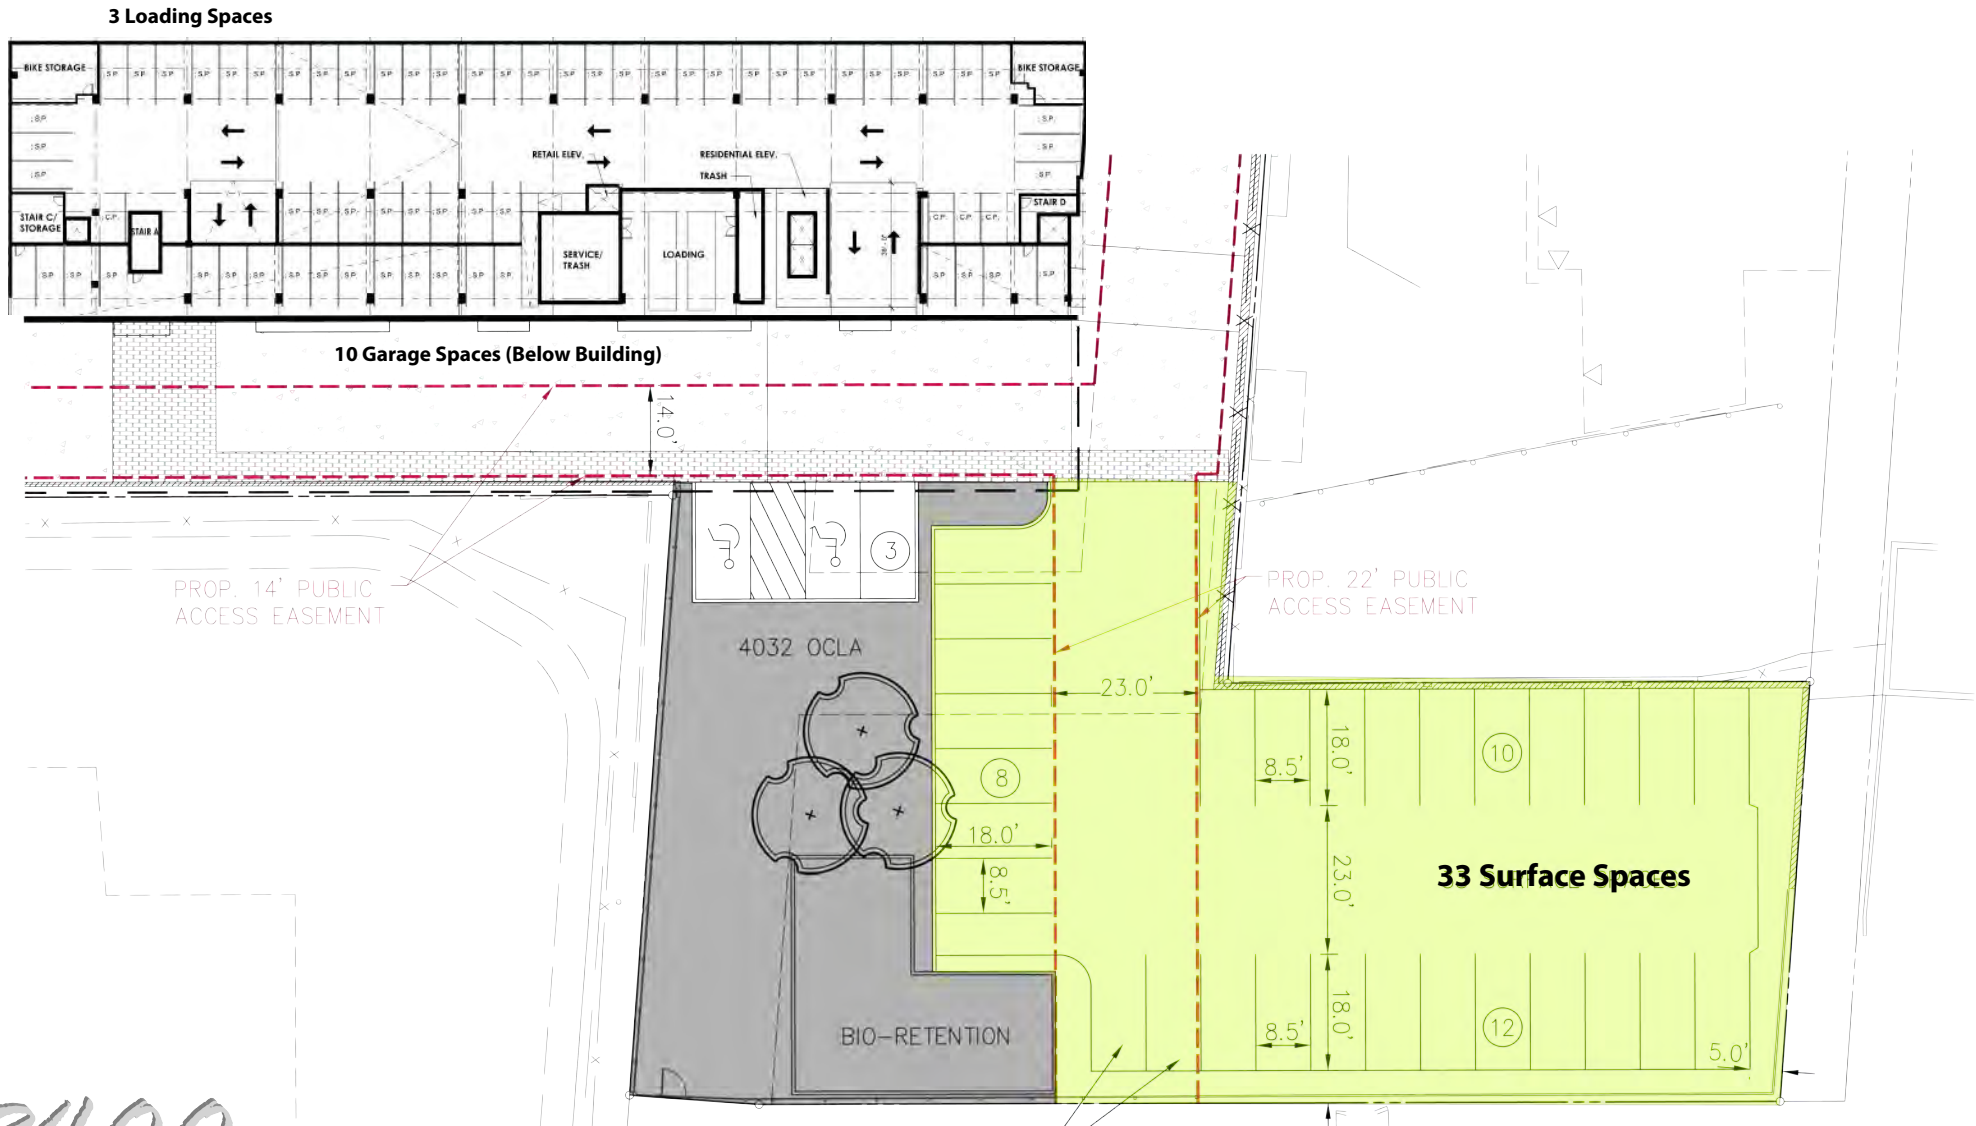 3 Loading Spaces
BIKE STORAGE
BIKE STORAGE
S.P. S.P. S.P. S.P. S.P. S.P. S.P. S.P. S.P. S.P. S.P. S.P. S.P. S.P. S.P. S.P. S.P. S.P. S.P. S.P. S.P. S.P. S.P. S.P. S.P. S.P. S.P. S.P. S.P.
S.P.
S.P.
S.P.
S.P.
S.P.
S.P.
RETAIL ELEV.
RESIDENTIAL ELEV.
TRASH
STAIR C/
STORAGE
C.P.
STAIR A
S.P. S.P. S.P. S.P. S.P. S.P. S.P. S.P.
C.P. C.P. C.P.
STAIR D
SERVICE/
TRASH
LOADING
S.P. S.P. S.P. S.P. S.P. S.P. S.P. S.P. S.P. S.P. S.P. S.P. S.P. S.P.
S.P. S.P. S.P. S.P.
10 Garage Spaces (Below Building)
14.0'
3
PROP. 14' PUBLIC
ACCESS EASEMENT
PROP. 22' PUBLIC
ACCESS EASEMENT
4032 OCLA
23.0'
8
18.0'
8.5'
18.0'
8.5'
10
23.0'
33 Surface Spaces
18.0'
8.5'
12
5.0'
BIO-RETENTION